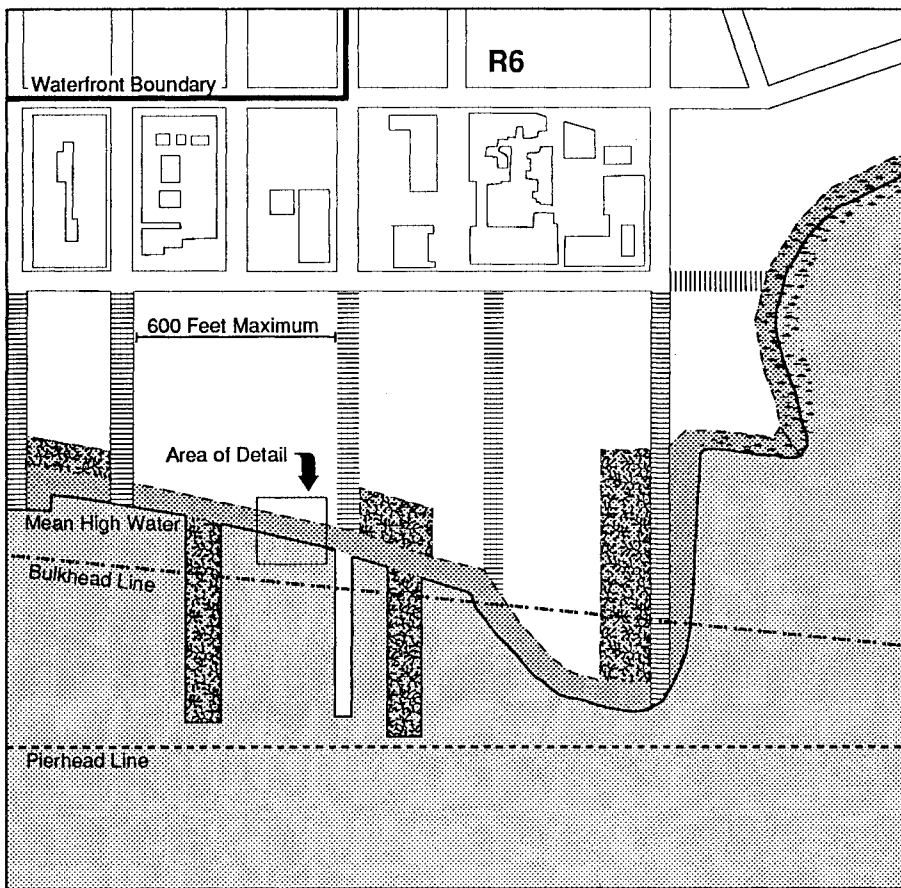 R6
Waterfront Boundary
600 Feet Maximum
Area of Detail
Mean High Water
Bulkhead Line
Pierhead Line